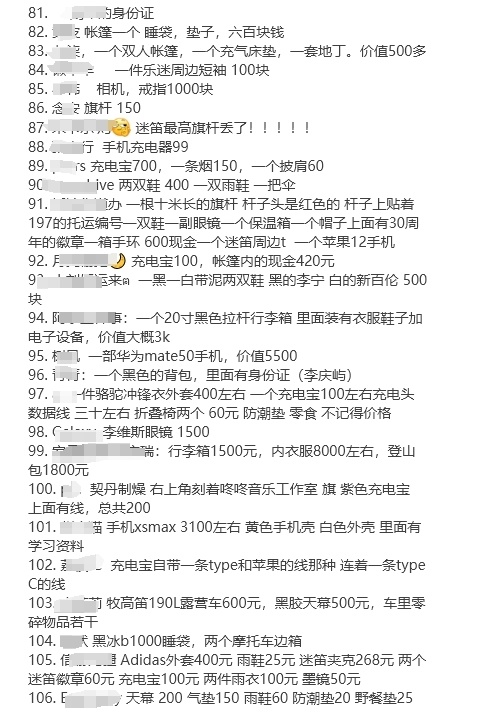 81. 的身份证
82. 帐篷一个 睡袋，垫子，六百块钱
83. ，一个双人帐篷，一个充气床垫，一套地丁。价值500多
84. 一件乐迷周边短袖 100块
85. 相机，戒指1000块
86. 念 旗杆 150
87. 🤔 迷笛最高旗杆丢了！！！！！
88. 行 手机充电器99
89. rs 充电宝700，一条烟150，一个披肩60
90 ive 两双鞋 400 一双雨鞋 一把伞
91. 办 一根十米长的旗杆 杆子头是红色的 杆子上贴着
197的托运编号一双鞋一副眼镜一个保温箱一个帽子上面有30周
年的徽章一箱手环 600现金一个迷笛周边t 一个苹果12手机
92. 🌙 充电宝100，帐篷内的现金420元
93. 运来ฅ 一黑一白带泥两双鞋 黑的李宁 白的新百伦 500
块
94. 阿 事：一个20寸黑色拉杆行李箱 里面装有衣服鞋子加
电子设备，价值大概3k
95. 一部华为mate50手机，价值5500
96. ：一个黑色的背包，里面有身份证（李庆屿）
97. 一件骆驼冲锋衣外套400左右 一个充电宝100左右充电头
数据线 三十左右 折叠椅两个 60元 防潮垫 零食 不记得价格
98. 李维斯眼镜 1500
99. 瑞：行李箱1500元，内衣服8000左右，登山
包1800元
100. 契丹制燥 右上角刻着咚咚音乐工作室 旗 紫色充电宝
上面有线，总共200
101. 猫 手机xsmax 3100左右 黄色手机壳 白色外壳 里面有
学习资料
102. 充电宝自带一条type和苹果的线那种 连着一条type
C的线
103. 牧高笛190L露营车600元，黑胶天幕500元，车里零
碎物品若干
104. 黑冰b1000睡袋，两个摩托车边箱
105. 信 Adidas外套400元 雨鞋25元 迷笛夹克268元 两个
迷笛徽章60元 充电宝100元 两件雨衣100元 墨镜50元
106. 天幕 200 气垫150 雨鞋60 防潮垫20 野餐垫25